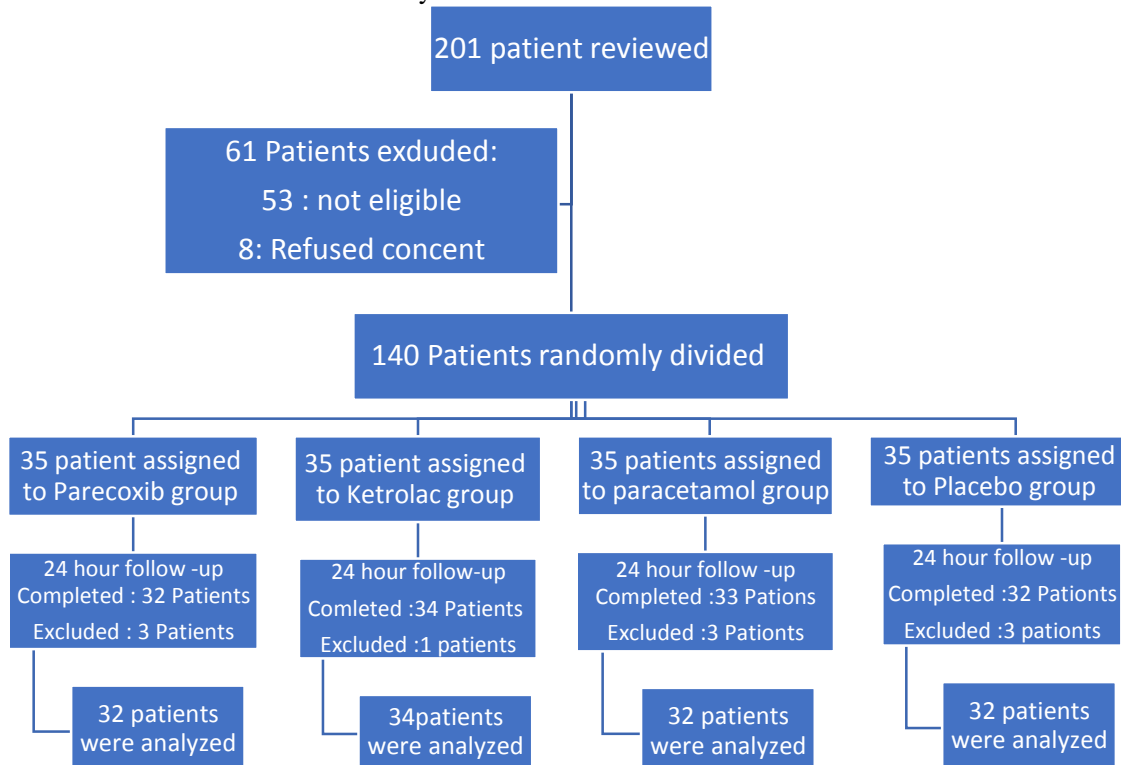 201 patient reviewed
61 Patients exduded:
53 : not eligible
8: Refused concent
140 Patients randomly divided
35 patient assigned
to Parecoxib group
35 patient assigned
to Ketrolac group
35 patients assigned
to paracetamol group
35 patients assigned
to Placebo group
24 hour follow -up
Completed : 32 Patients
Excluded : 3 Patients
24 hour follow-up
Comleted :34 Patients
Excluded :1 patients
24 hour follow -up
Completed :33 Pations
Excluded :3 Pationts
24 hour follow -up
Completed :32 Pationts
Excluded :3 pationts
32 patients
were analyzed
34patients
were analyzed
32 patients
were analyzed
32 patients
were analyzed